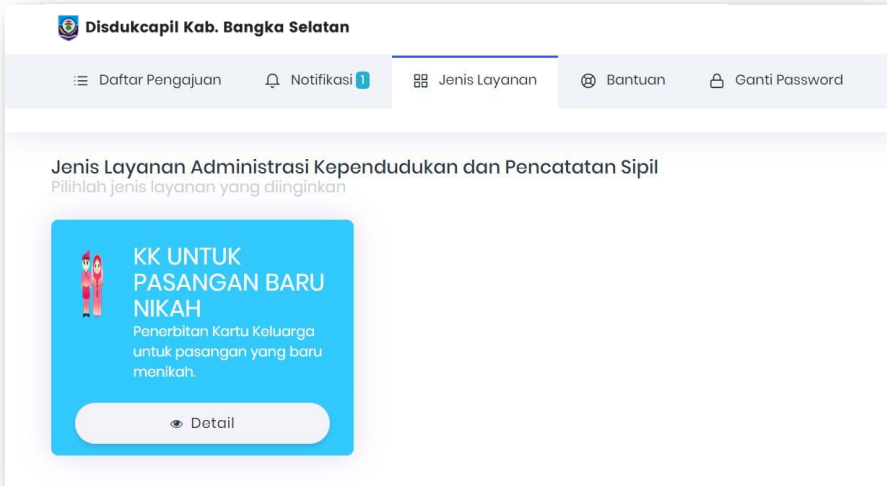 Disdukcapil Kab. Bangka Selatan
Daftar Pengajuan Notifikasi 1 Jenis Layanan Bantuan Ganti Password
Jenis Layanan Administrasi Kependudukan dan Pencatatan Sipil
Pilihlah jenis layanan yang diinginkan
KK UNTUK
PASANGAN BARU
NIKAH
Penerbitan Kartu Keluarga
untuk pasangan yang baru
menikah.
Detail